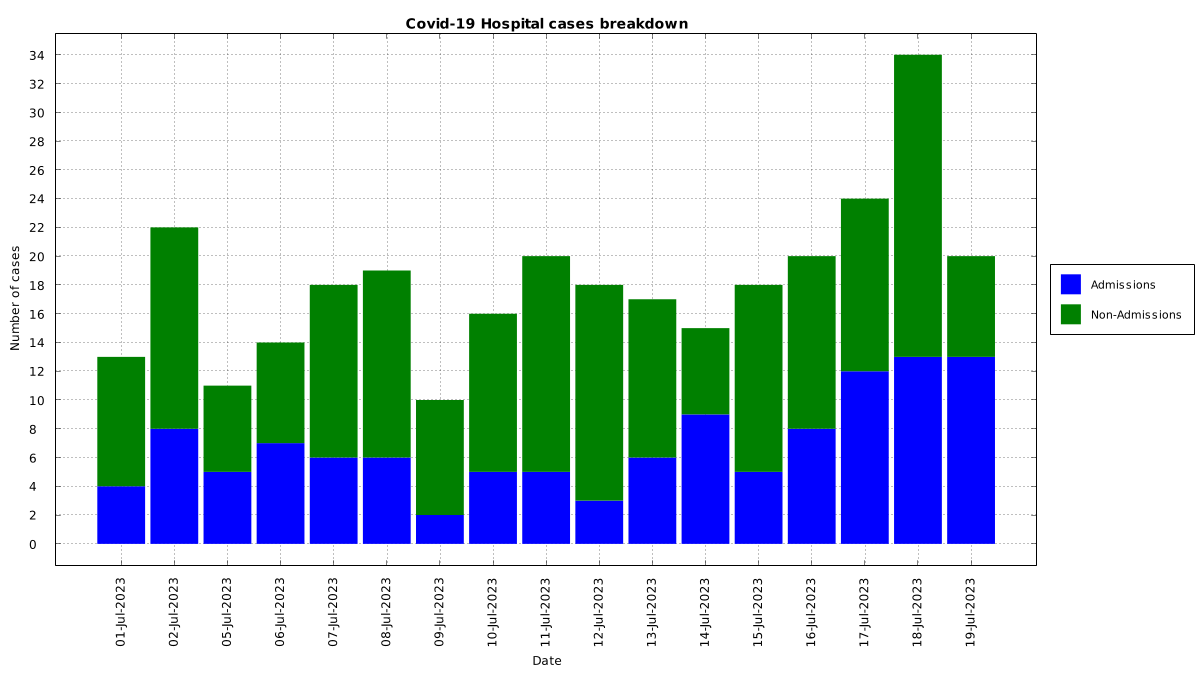 Covid-19 Hospital cases breakdown
34
32
30
28
26
24
22
20
18
16
14
12
10
8
6
4
2
0
Number of cases
Admissions
Non-Admissions
01-Jul-2023
02-Jul-2023
05-Jul-2023
06-Jul-2023
07-Jul-2023
08-Jul-2023
09-Jul-2023
10-Jul-2023
11-Jul-2023
12-Jul-2023
13-Jul-2023
14-Jul-2023
15-Jul-2023
16-Jul-2023
17-Jul-2023
18-Jul-2023
19-Jul-2023
Date